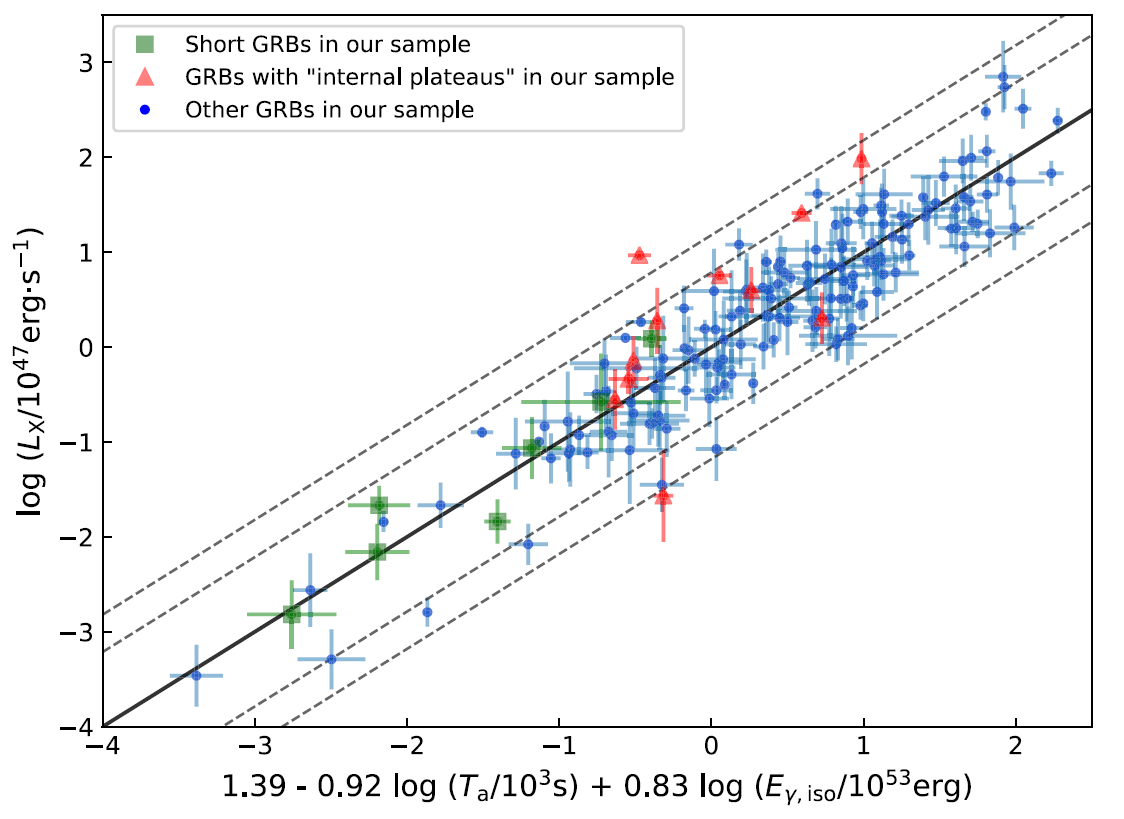 Short GRBs in our sample
GRBs with "internal plateaus" in our sample
Other GRBs in our sample
3
2
1
0
−1
−2
−3
−4
log (L_X/10^47 erg·s^−1)
−4 −3 −2 −1 0 1 2
1.39 - 0.92 log (T_a/10^3 s) + 0.83 log (E_γ, iso/10^53 erg)